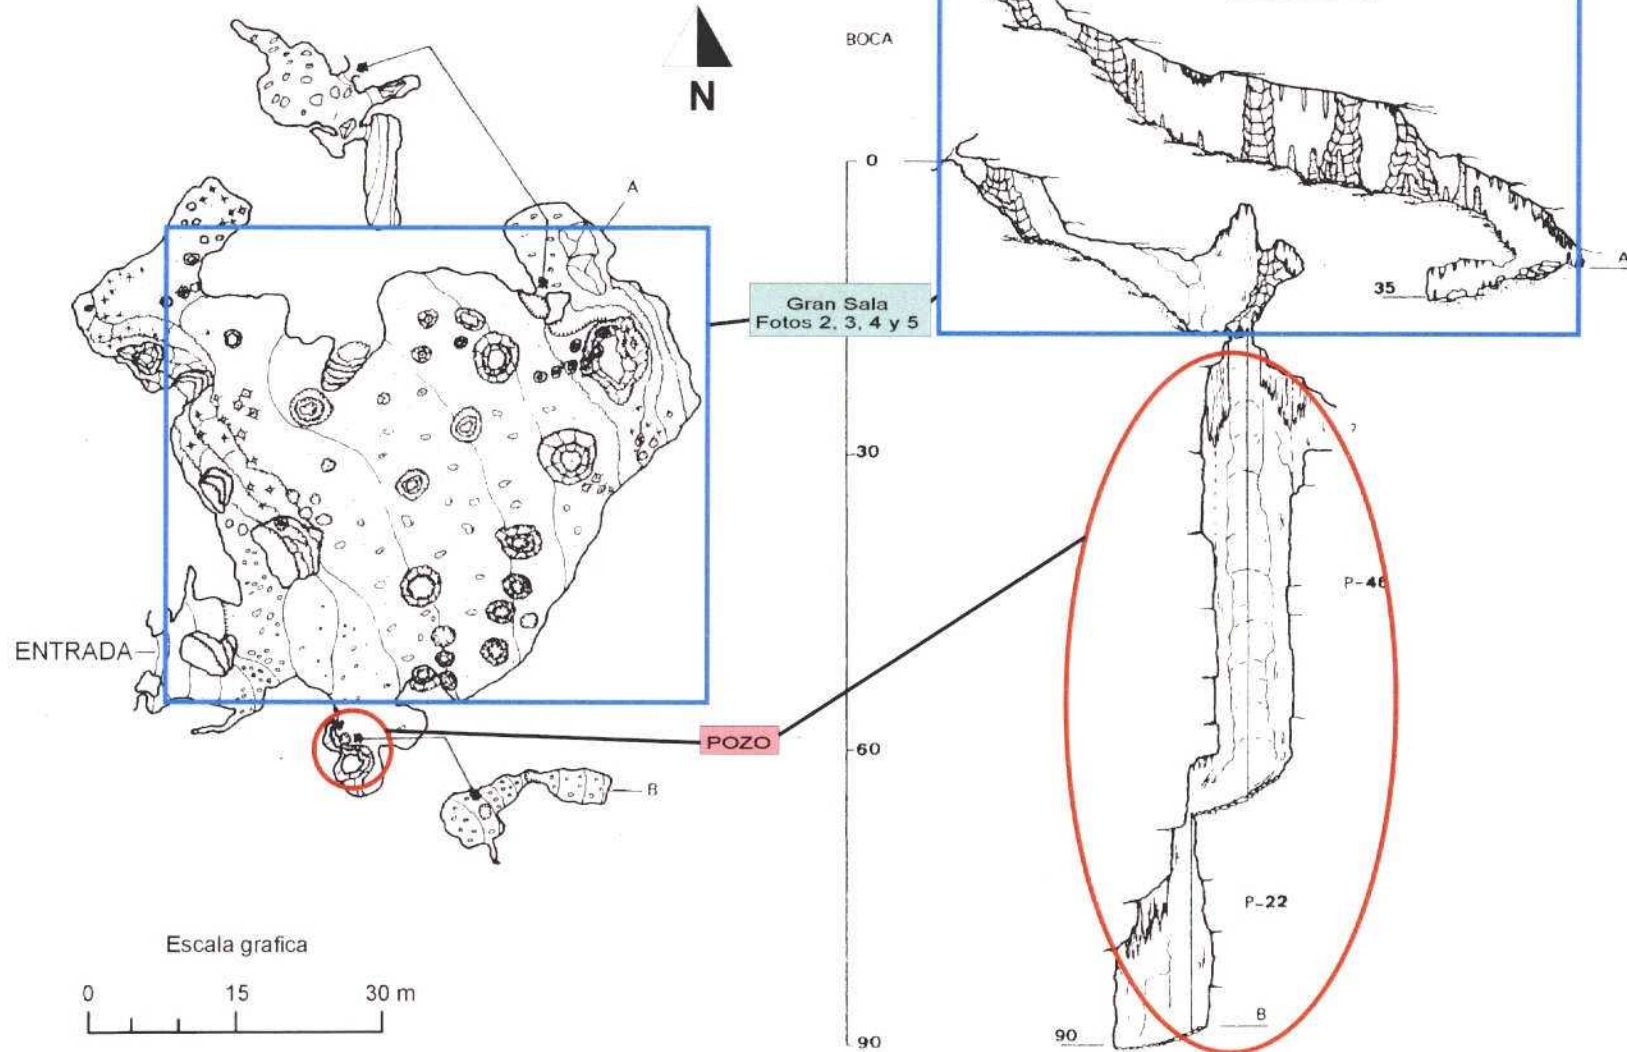 N
BOCA
A
0
A
35
Gran Sala
Fotos 2, 3, 4 y 5
?
30
P-46
ENTRADA
60
POZO
B
P-22
Escala grafica
0 15 30 m
B
90
90